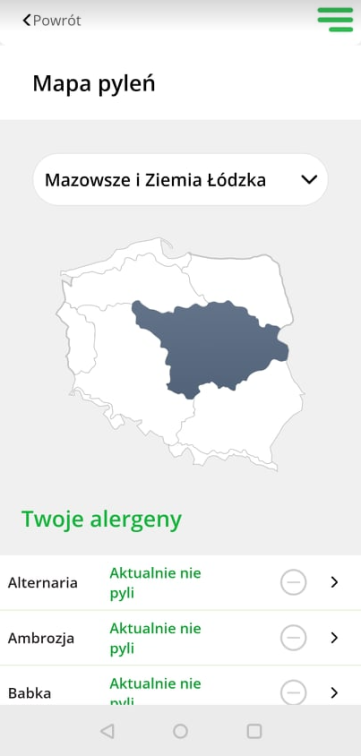 Powrót
Mapa pyleń
Mazowsze i Ziemia Łódzka
Twoje alergeny
Alternaria
Aktualnie nie
pyli
Ambrozja
Aktualnie nie
pyli
Babka
Aktualnie nie
pyli